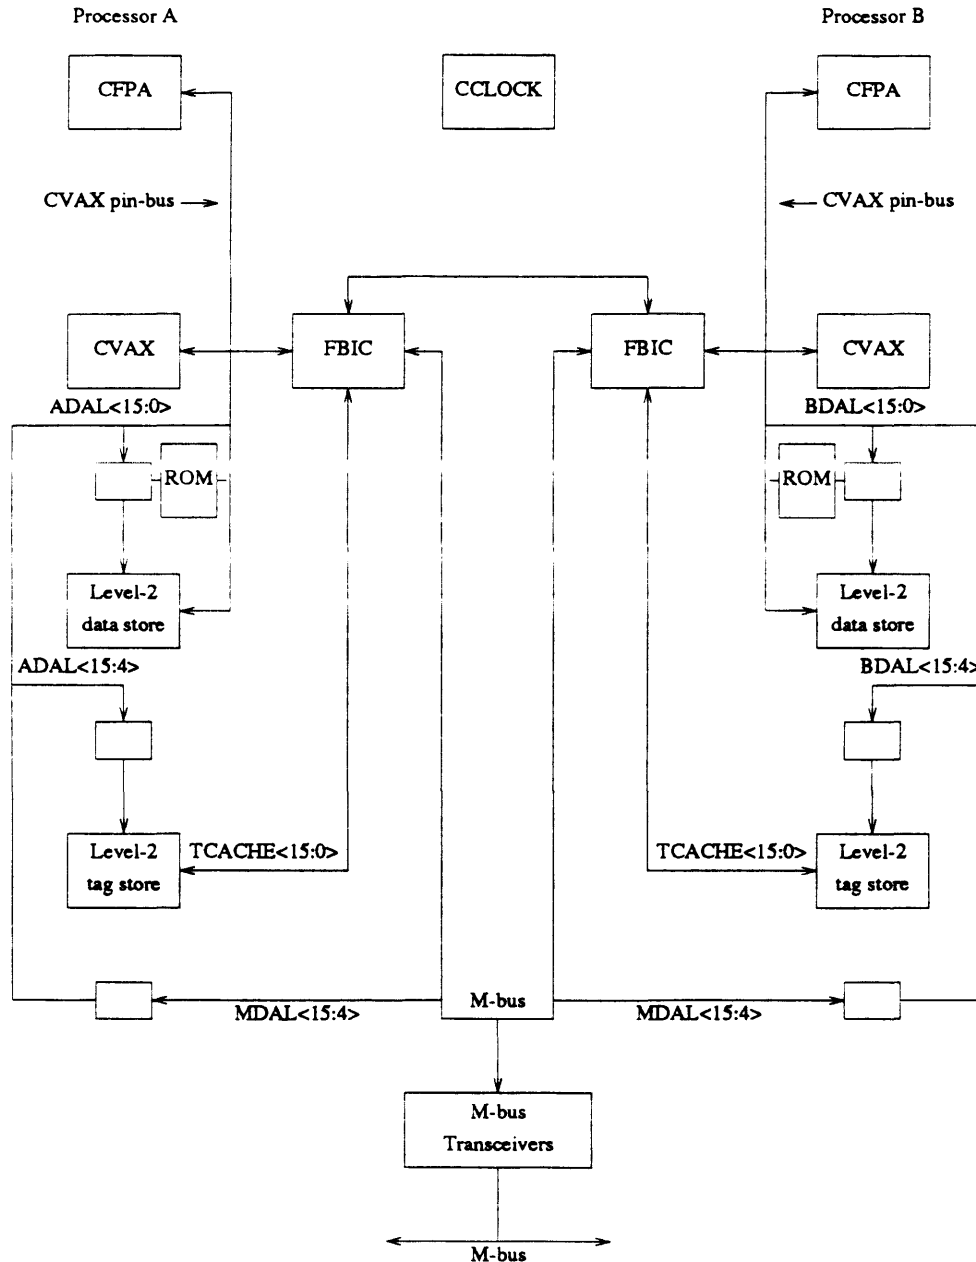 Processor A
Processor B
CFPA
CCLOCK
CFPA
CVAX pin-bus
CVAX pin-bus
CVAX
FBIC
FBIC
CVAX
ADAL<15:0>
BDAL<15:0>
ROM
ROM
Level-2
data store
Level-2
data store
ADAL<15:4>
BDAL<15:4>
Level-2
tag store
TCACHE<15:0>
TCACHE<15:0>
Level-2
tag store
M-bus
MDAL<15:4>
MDAL<15:4>
M-bus
Transceivers
M-bus